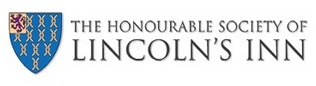 THE HONOURABLE SOCIETY OF
LINCOLN'S INN